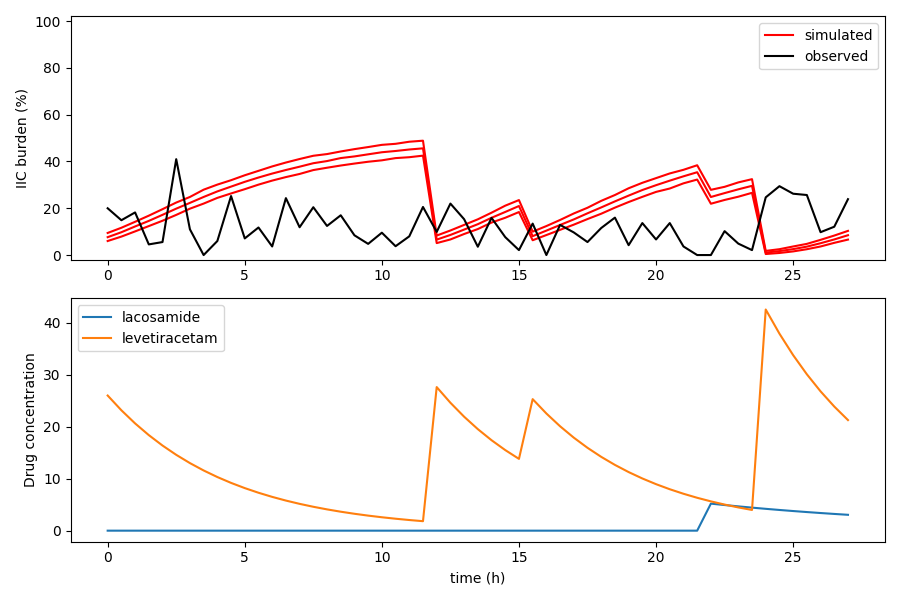 IIC burden (%)
100
80
60
40
20
0
simulated
observed
0 5 10 15 20 25
Drug concentration
40
30
20
10
0
lacosamide
levetiracetam
0 5 10 15 20 25
time (h)